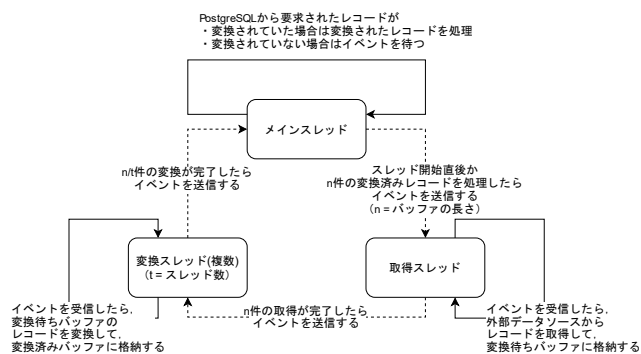 PostgreSQLから要求されたレコードが
・変換されていた場合は変換されたレコードを処理
・変換されていない場合はイベントを待つ
メインスレッド
n/t件の変換が完了したら
イベントを送信する
スレッド開始直後か
n件の変換済みレコードを処理したら
イベントを送信する
（n = バッファの長さ）
変換スレッド(複数)
（t = スレッド数）
取得スレッド
イベントを受信したら,
変換待ちバッファの
レコードを変換して,
変換済みバッファに格納する
n件の取得が完了したら
イベントを送信する
イベントを受信したら,
外部データソースから
レコードを取得して,
変換待ちバッファに格納する